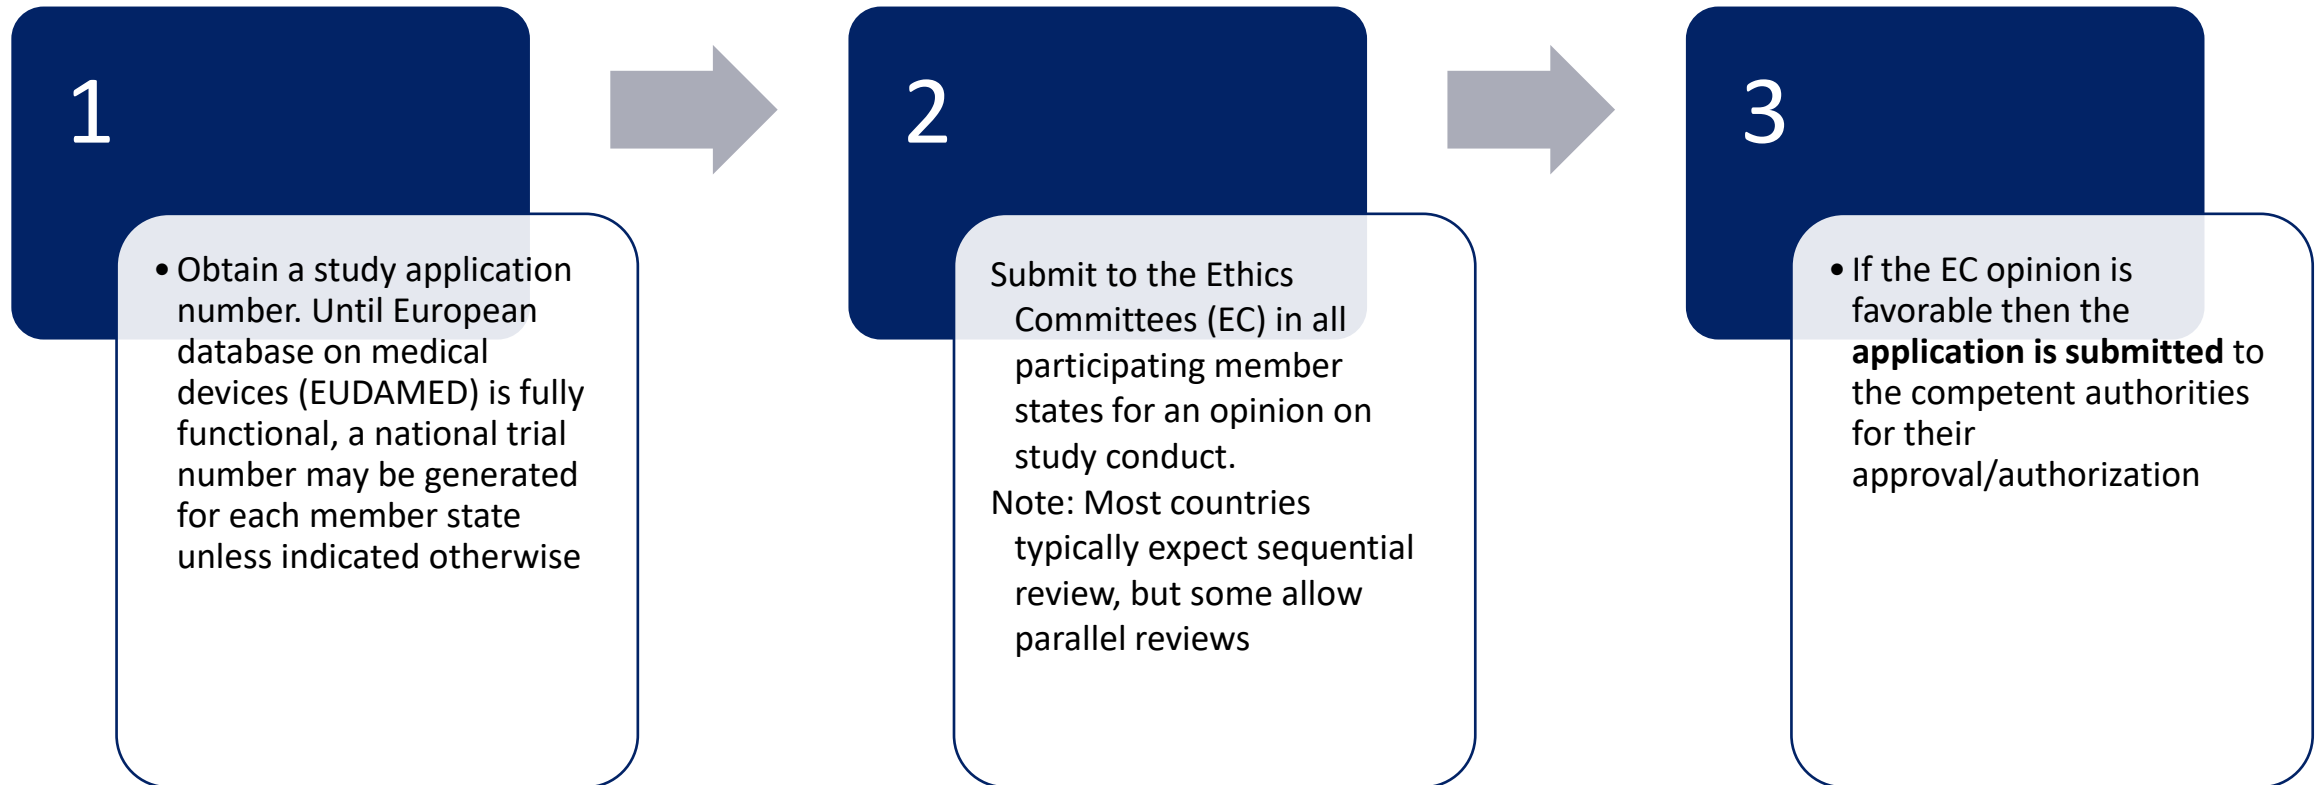 1
• Obtain a study application
number. Until European
database on medical
devices (EUDAMED) is fully
functional, a national trial
number may be generated
for each member state
unless indicated otherwise
2
Submit to the Ethics
Committees (EC) in all
participating member
states for an opinion on
study conduct.
Note: Most countries
typically expect sequential
review, but some allow
parallel reviews
3
• If the EC opinion is
favorable then the
application is submitted to
the competent authorities
for their
approval/authorization